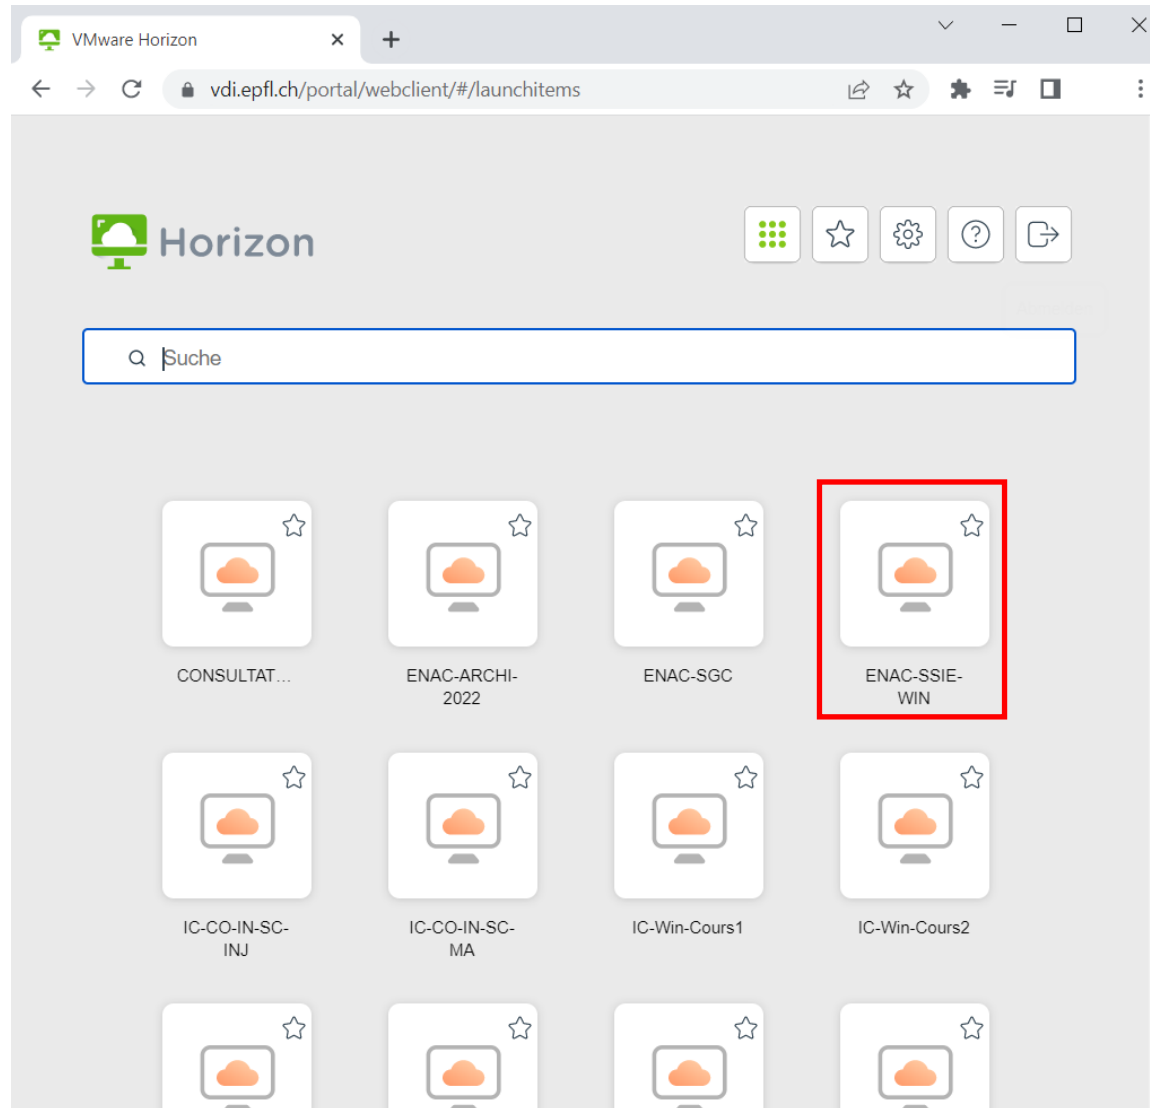 VMware Horizon
vdi.epfl.ch/portal/webclient/#/launchitems
Horizon
Suche
CONSULTAT...
ENAC-ARCHI-
2022
ENAC-SGC
ENAC-SSIE-
WIN
IC-CO-IN-SC-
INJ
IC-CO-IN-SC-
MA
IC-Win-Cours1
IC-Win-Cours2